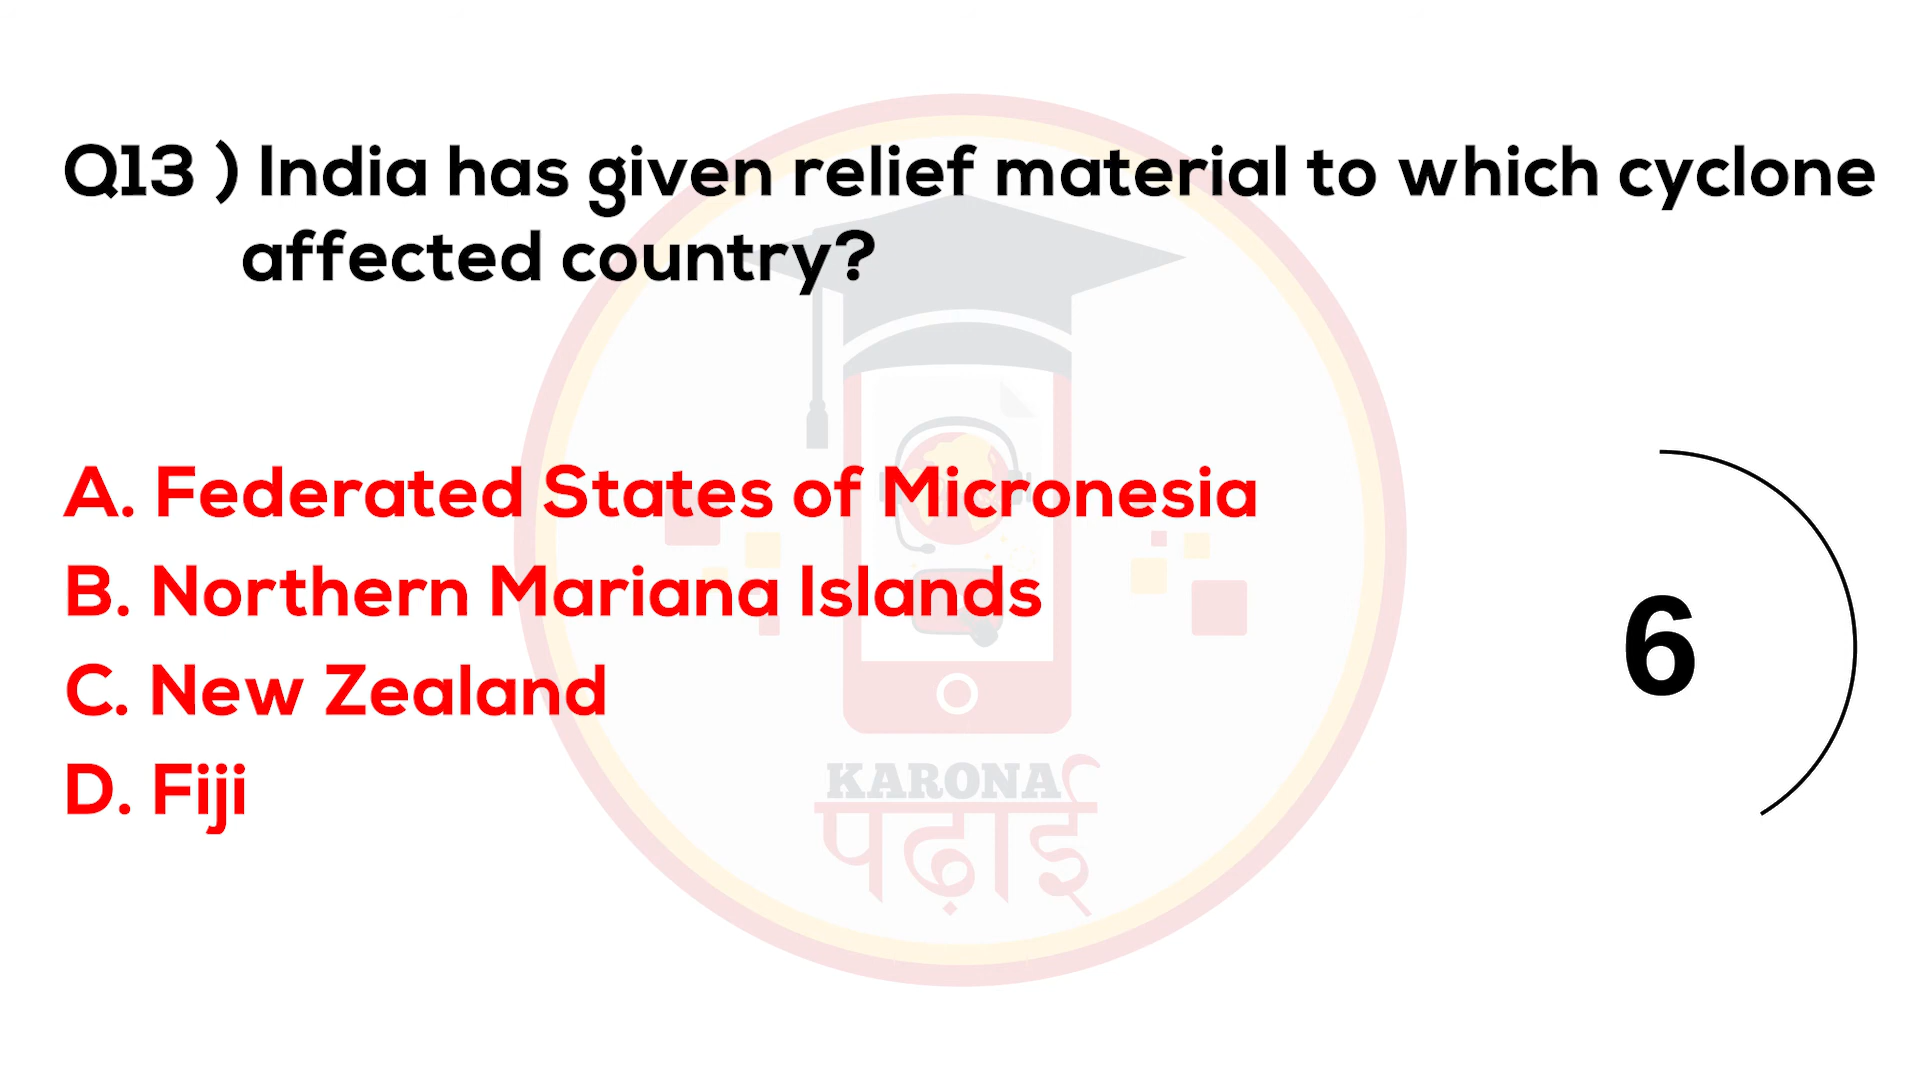 Q13 ) India has given relief material to which cyclone
affected country?
A. Federated States of Micronesia
B. Northern Mariana Islands
C. New Zealand
D. Fiji
6
KARONA
पढ़ाई